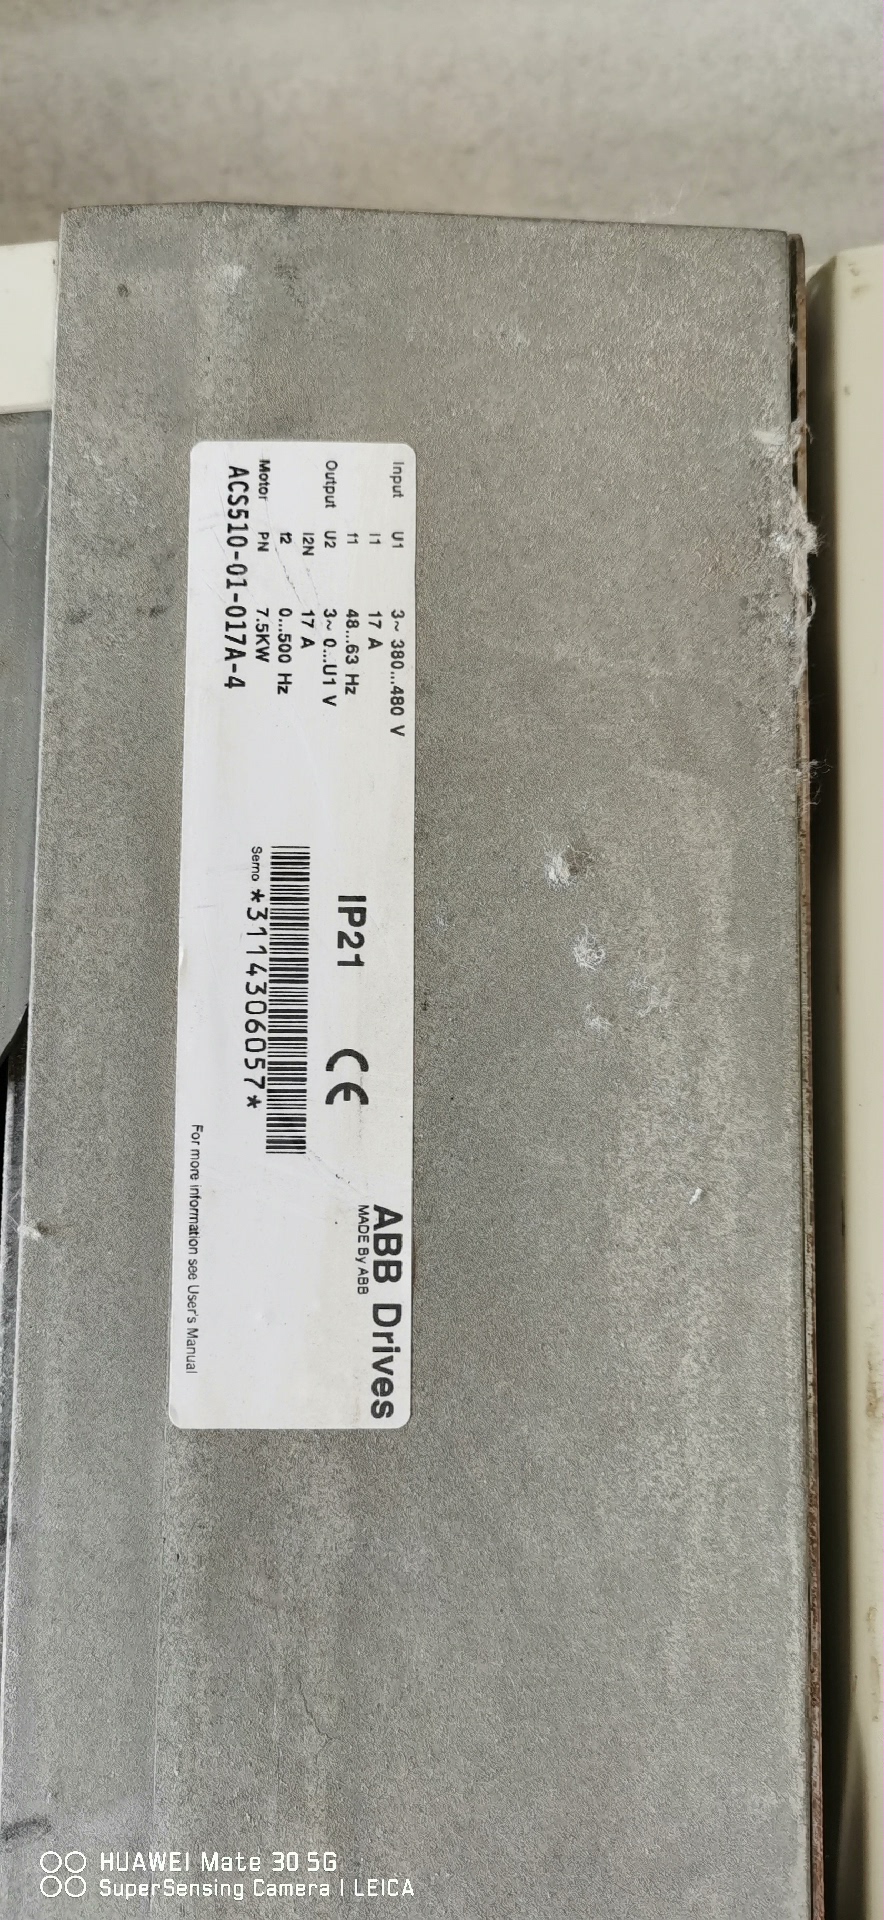 Input U1 3~ 380...480 V
I1 17 A
f1 48...63 Hz
Output U2 3~ 0...U1 V
I2N 17 A
f2 0...500 Hz
Motor PN 7.5KW
ACS510-01-017A-4
IP21 CE
Serno *3114306057*
ABB Drives
MADE By ABB
For more information see User's Manual
HUAWEI Mate 30 5G
SuperSensing Camera | LEICA